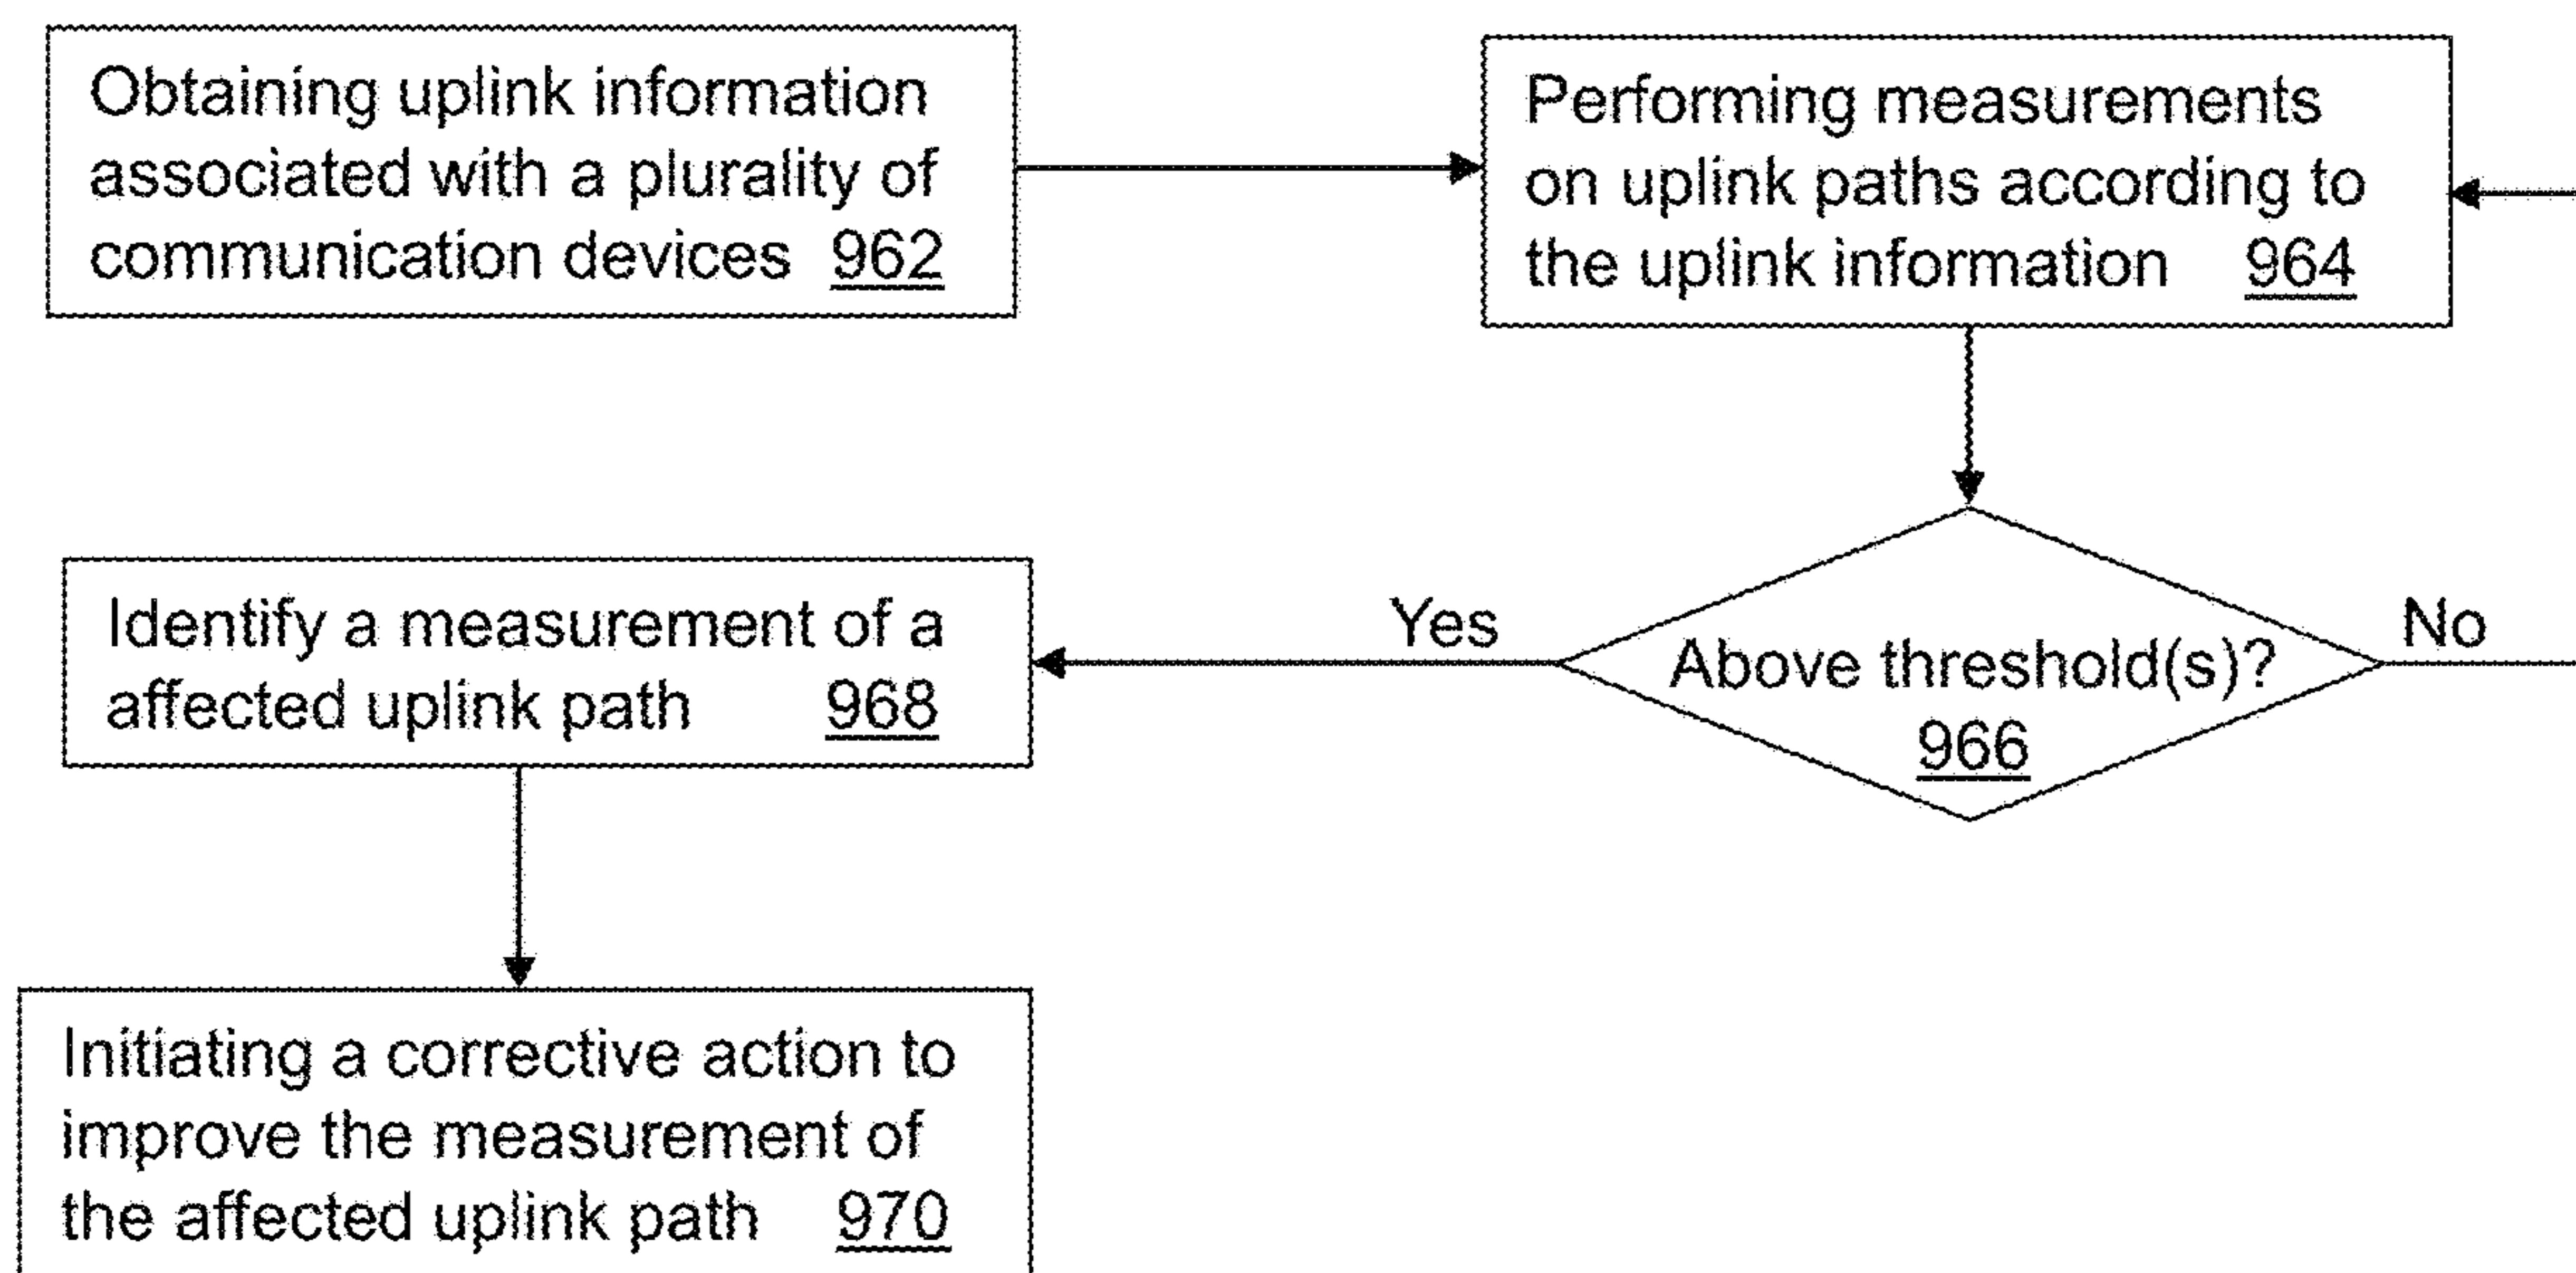 Obtaining uplink information
associated with a plurality of
communication devices 962
Performing measurements
on uplink paths according to
the uplink information 964
Above threshold(s)?
966
Yes
No
Identify a measurement of a
affected uplink path 968
Initiating a corrective action to
improve the measurement of
the affected uplink path 970